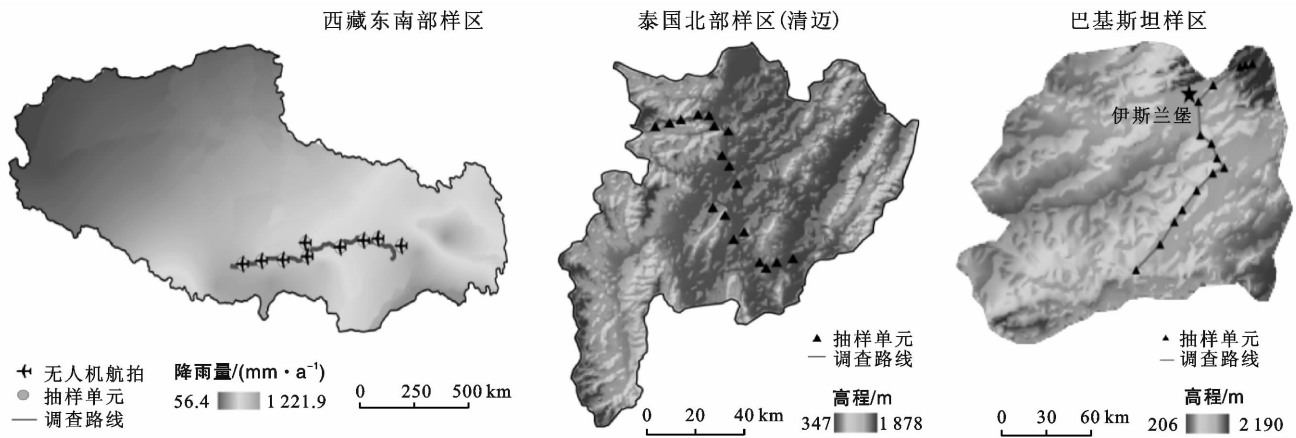 西藏东南部样区
泰国北部样区(清迈)
巴基斯坦样区
伊斯兰堡
无人机航拍
抽样单元
调查路线
降雨量/(mm·a⁻¹)
56.4 1 221.9
0 250 500 km
抽样单元
调查路线
高程/m
347 1 878
0 20 40 km
抽样单元
调查路线
高程/m
206 2 190
0 30 60 km